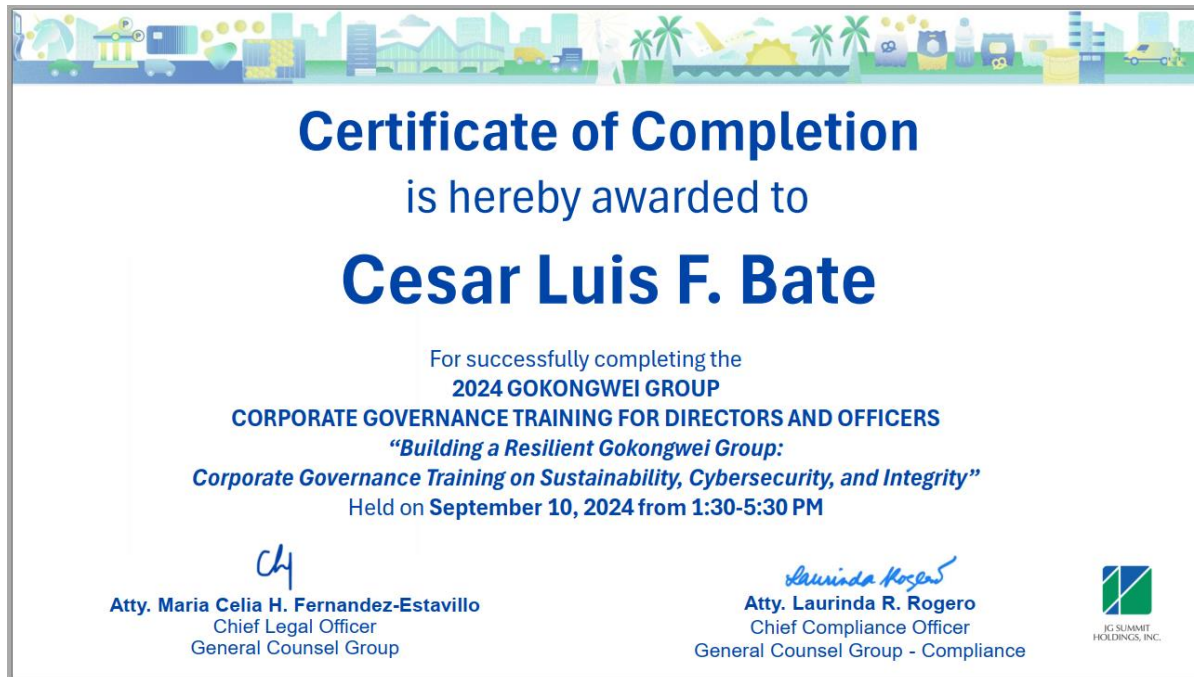 Certificate of Completion
is hereby awarded to
Cesar Luis F. Bate
For successfully completing the
2024 GOKONGWEI GROUP
CORPORATE GOVERNANCE TRAINING FOR DIRECTORS AND OFFICERS
“Building a Resilient Gokongwei Group:
Corporate Governance Training on Sustainability, Cybersecurity, and Integrity”
Held on September 10, 2024 from 1:30-5:30 PM
Laurinda Rogero
Atty. Maria Celia H. Fernandez-Estavillo
Chief Legal Officer
General Counsel Group
Atty. Laurinda R. Rogero
Chief Compliance Officer
General Counsel Group - Compliance
JG SUMMIT
HOLDINGS, INC.